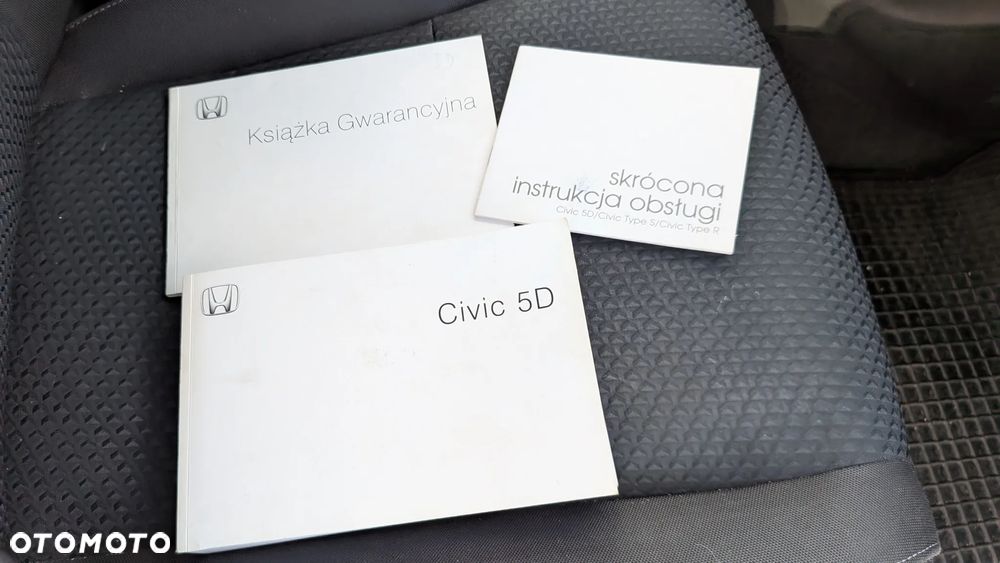 Książka Gwarancyjna
skrócona
instrukcja obsługi
Civic 5D/Civic Type S/Civic Type R
Civic 5D
OTOMOTO